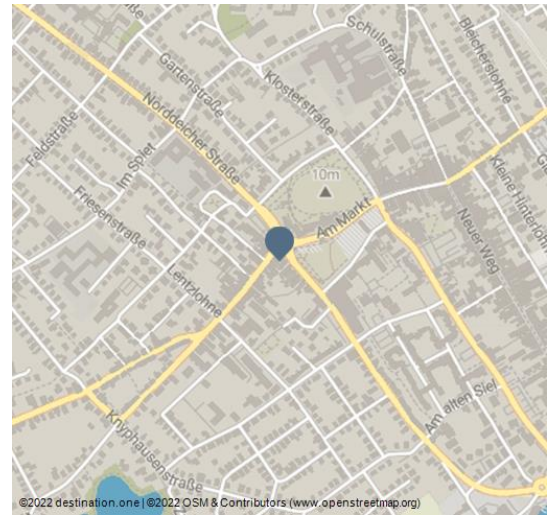 Schulstraße
Bleicherslohne
Gartenstraße
Klosterstraße
Norddeicher Straße
Feldstraße
Im Spiet
10m
Am Markt
Kleine Hinterlohne
Friesenstraße
Neuer Weg
Lentzlohne
Am alten Siel
Knyphausenstraße
©2022 destination.one | ©2022 OSM & Contributors (www.openstreetmap.org)